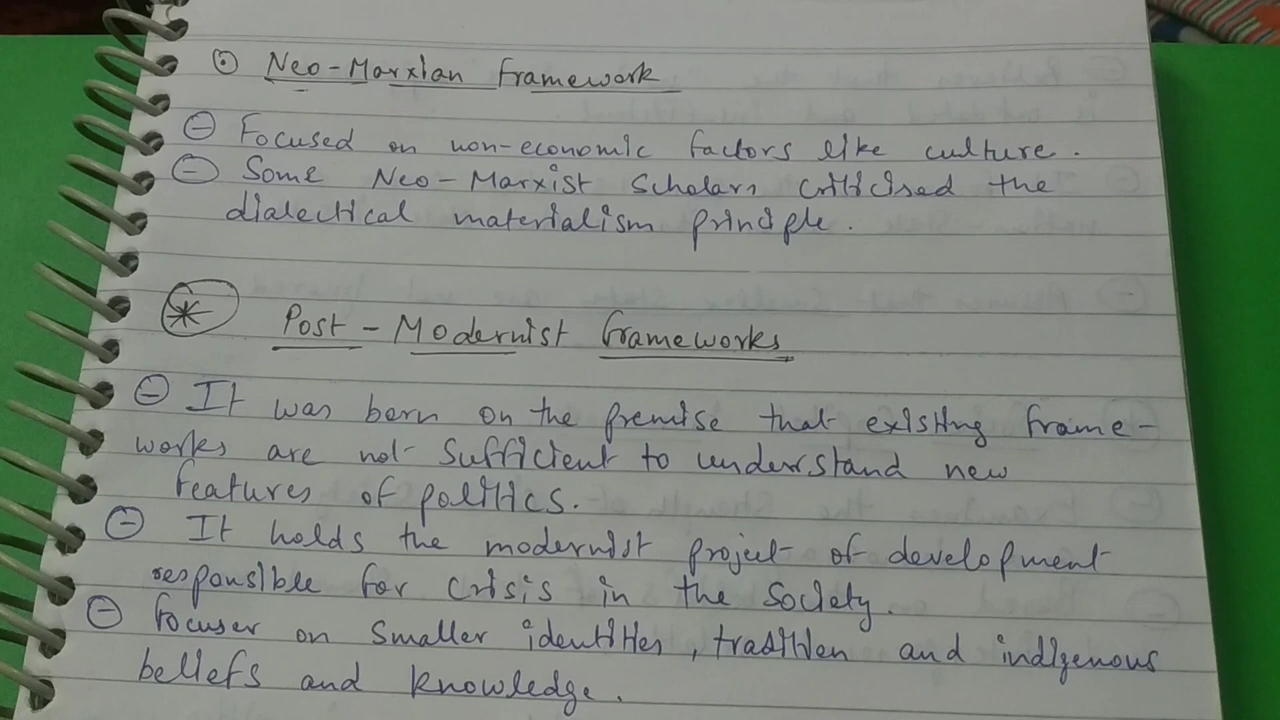 ⊙ Neo-Marxian Framework
⊖ Focused on non-economic factors like culture.
⊖ Some Neo-Marxist Scholars criticised the
dialectical materialism principle.
* Post-Modernist Frameworks
⊖ It was born on the premise that existing frame-
works are not sufficient to understand new
features of politics.
⊖ It holds the modernist project of development
responsible for crisis in the society.
⊖ Focuses on smaller identities, tradition and indigenous
beliefs and knowledge.